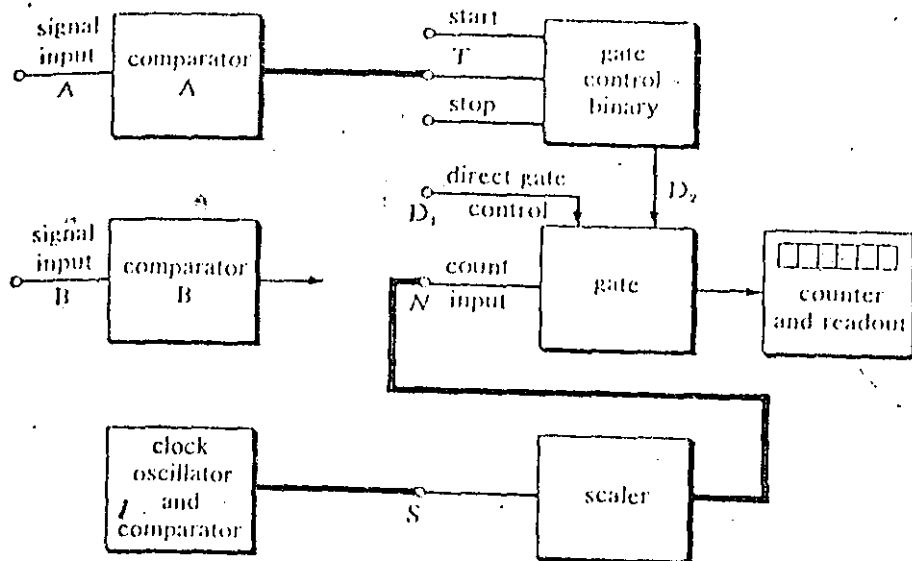 signal
input
A
comparator
A
start
T
stop
gate
control
binary
direct gate
control
D₁
D₂
signal
input
B
comparator
B
count
input
N
gate
counter
and readout
clock
oscillator
and
comparator
S
scaler